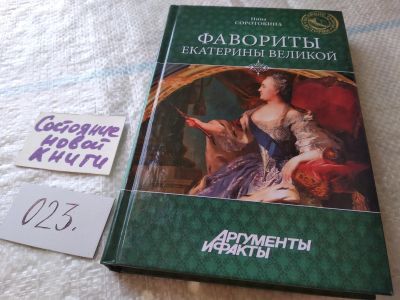 Нина
СОРОТОКИНА
ФАВОРИТЫ
ЕКАТЕРИНЫ ВЕЛИКОЙ
Состояние
новой
книги
023.
АРГУМЕНТЫ
И ФАКТЫ